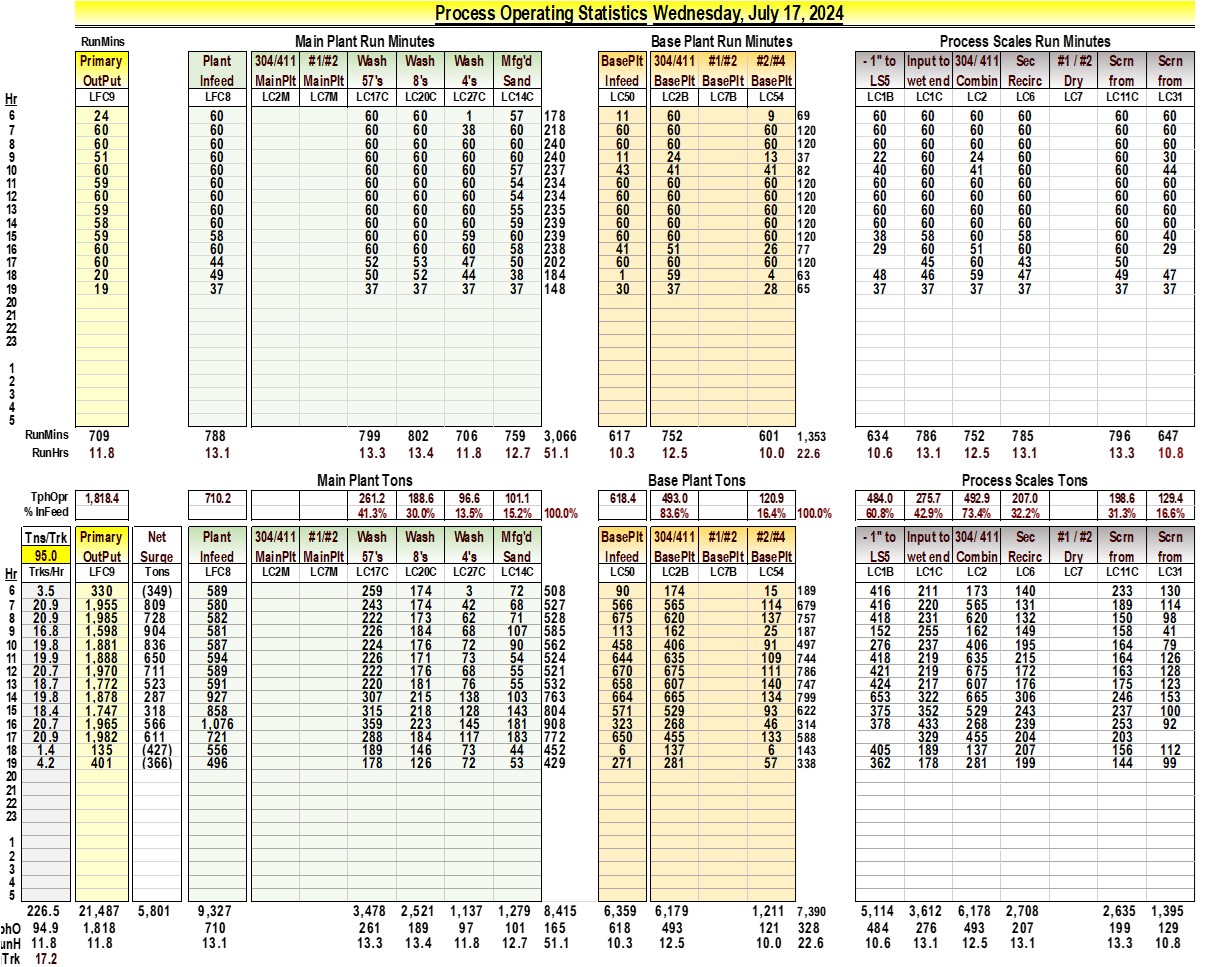 Process Operating Statistics Wednesday, July 17, 2024
RunMins Main Plant Run Minutes Base Plant Run Minutes Process Scales Run Minutes
Primary Plant 304/411 #1/#2 Wash Wash Wash Mfg'd BasePlt 304/411 #1/#2 #2/#4 - 1" to Input to 304/ 411 Sec #1 / #2 Scrn Scrn
OutPut Infeed MainPlt MainPlt 57's 8's 4's Sand Infeed BasePlt BasePlt BasePlt LS5 wet end Combin Recirc Dry from from
Hr LFC9 LFC8 LC2M LC7M LC17C LC20C LC27C LC14C LC50 LC2B LC7B LC54 LC1B LC1C LC2 LC6 LC7 LC11C LC31
6 24 60 60 60 1 57 178 11 60 9 69 60 60 60 60 60 60
7 60 60 60 60 38 60 218 60 60 60 120 60 60 60 60 60 60
8 60 60 60 60 60 60 240 60 60 60 120 60 60 60 60 60 60
9 51 60 60 60 60 60 240 11 24 13 37 22 60 24 60 60 30
10 60 60 60 60 60 57 237 43 41 41 82 40 60 41 60 60 44
11 59 60 60 60 60 54 234 60 60 60 120 60 60 60 60 60 60
12 60 60 60 60 60 54 234 60 60 60 120 60 60 60 60 60 60
13 59 60 60 60 60 55 235 60 60 60 120 60 60 60 60 60 60
14 58 60 60 60 60 59 239 60 60 60 120 60 60 60 60 60 60
15 59 58 60 60 59 60 239 60 60 60 120 38 58 60 58 60 40
16 60 60 60 60 60 58 238 41 51 26 77 29 60 51 60 60 29
17 60 44 52 53 47 50 202 60 60 60 120 45 60 43 50
18 20 49 50 52 44 38 184 1 59 4 63 48 46 59 47 49 47
19 19 37 37 37 37 37 148 30 37 28 65 37 37 37 37 37 37
20
21
22
23
1
2
3
4
5
RunMins 709 788 799 802 706 759 3,066 617 752 601 1,353 634 786 752 785 796 647
RunHrs 11.8 13.1 13.3 13.4 11.8 12.7 51.1 10.3 12.5 10.0 22.6 10.6 13.1 12.5 13.1 13.3 10.8
Main Plant Tons Base Plant Tons Process Scales Tons
TphOpr 1,818.4 710.2 261.2 188.6 96.6 101.1 618.4 493.0 120.9 484.0 275.7 492.9 207.0 198.6 129.4
% InFeed 41.3% 30.0% 13.5% 15.2% 100.0% 83.6% 16.4% 100.0% 60.8% 42.9% 73.4% 32.2% 31.3% 16.6%
Tns/Trk Primary Net Plant 304/411 #1/#2 Wash Wash Wash Mfg'd BasePlt 304/411 #1/#2 #2/#4 - 1" to Input to 304/ 411 Sec #1 / #2 Scrn Scrn
95.0 OutPut Surge Infeed MainPlt MainPlt 57's 8's 4's Sand Infeed BasePlt BasePlt BasePlt LS5 wet end Combin Recirc Dry from from
Hr Trks/Hr LFC9 Tons LFC8 LC2M LC7M LC17C LC20C LC27C LC14C LC50 LC2B LC7B LC54 LC1B LC1C LC2 LC6 LC7 LC11C LC31
6 3.5 330 (349) 589 259 174 3 72 508 90 174 15 189 416 211 173 140 233 130
7 20.9 1,955 809 580 243 174 42 68 527 566 565 114 679 416 220 565 131 189 114
8 20.9 1,985 728 582 222 173 62 71 528 675 620 137 757 418 231 620 132 150 98
9 16.8 1,598 904 581 226 184 68 107 585 113 162 25 187 152 255 162 149 158 41
10 19.8 1,881 836 587 224 176 72 90 562 458 406 91 497 276 237 406 195 164 79
11 19.9 1,888 650 594 226 171 73 54 524 644 635 109 744 418 219 635 215 164 126
12 20.7 1,970 711 589 222 176 68 55 521 670 675 111 786 421 219 675 172 163 128
13 18.7 1,772 523 591 220 181 76 55 532 658 607 140 747 424 217 607 176 175 123
14 19.8 1,878 287 927 307 215 138 103 763 664 665 134 799 653 322 665 306 246 153
15 18.4 1,747 318 858 315 218 128 143 804 571 529 93 622 375 352 529 243 237 100
16 20.7 1,965 566 1,076 359 223 145 181 908 323 268 46 314 378 433 268 239 253 92
17 20.9 1,982 611 721 288 184 117 183 772 650 455 133 588 329 455 204 203
18 1.4 135 (427) 556 189 146 73 44 452 6 137 6 143 405 189 137 207 156 112
19 4.2 401 (366) 496 178 126 72 53 429 271 281 57 338 362 178 281 199 144 99
20
21
22
23
1
2
3
4
5
226.5 21,487 5,801 9,327 3,478 2,521 1,137 1,279 8,415 6,359 6,179 1,211 7,390 5,114 3,612 6,178 2,708 2,635 1,395
phO 94.9 1,818 710 261 189 97 101 165 618 493 121 328 484 276 493 207 199 129
unH 11.8 11.8 13.1 13.3 13.4 11.8 12.7 51.1 10.3 12.5 10.0 22.6 10.6 13.1 12.5 13.1 13.3 10.8
Trk 17.2